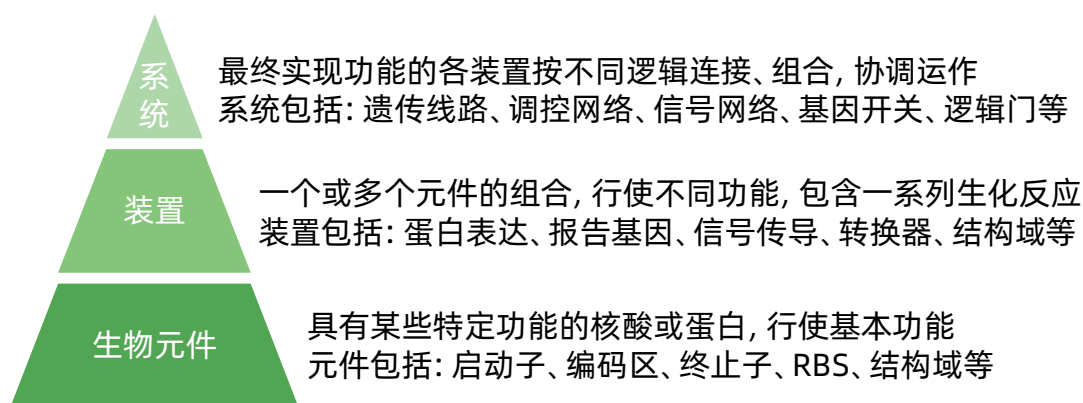 系
统
最终实现功能的各装置按不同逻辑连接、组合, 协调运作
系统包括: 遗传线路、调控网络、信号网络、基因开关、逻辑门等
装置
一个或多个元件的组合, 行使不同功能, 包含一系列生化反应
装置包括: 蛋白表达、报告基因、信号传导、转换器、结构域等
生物元件
具有某些特定功能的核酸或蛋白, 行使基本功能
元件包括: 启动子、编码区、终止子、RBS、结构域等